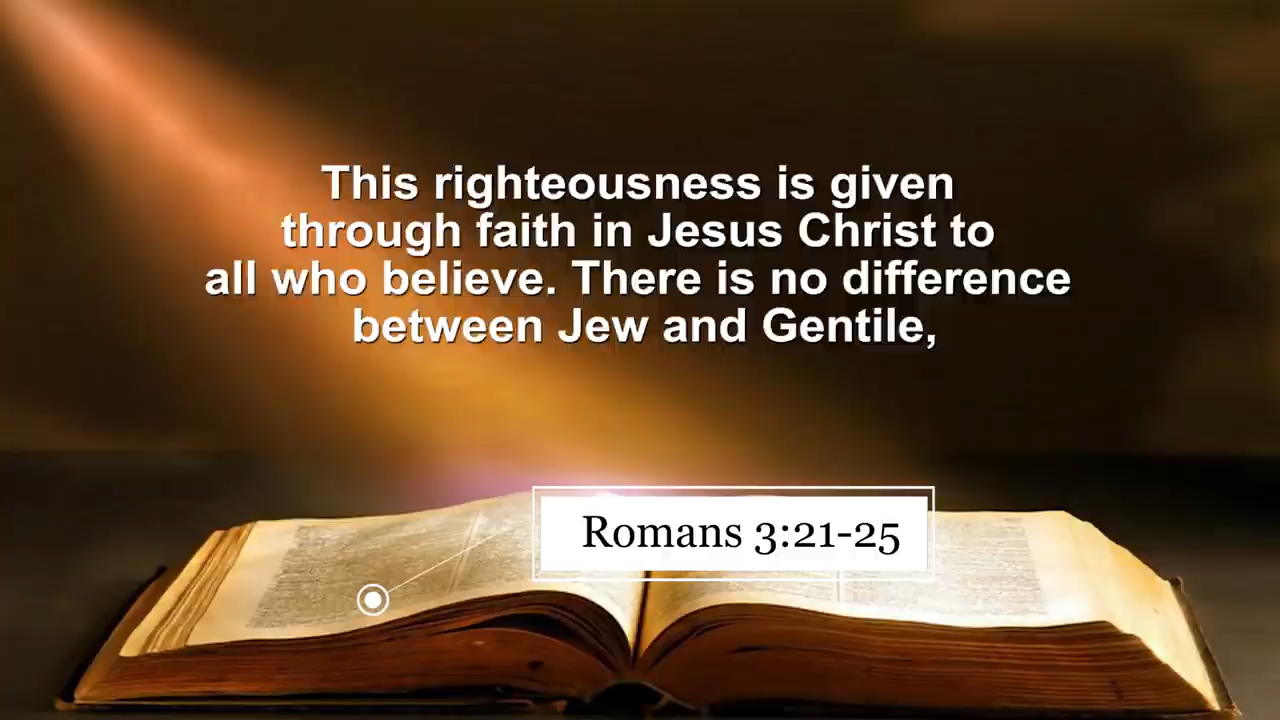 This righteousness is given
through faith in Jesus Christ to
all who believe. There is no difference
between Jew and Gentile,
Romans 3:21-25